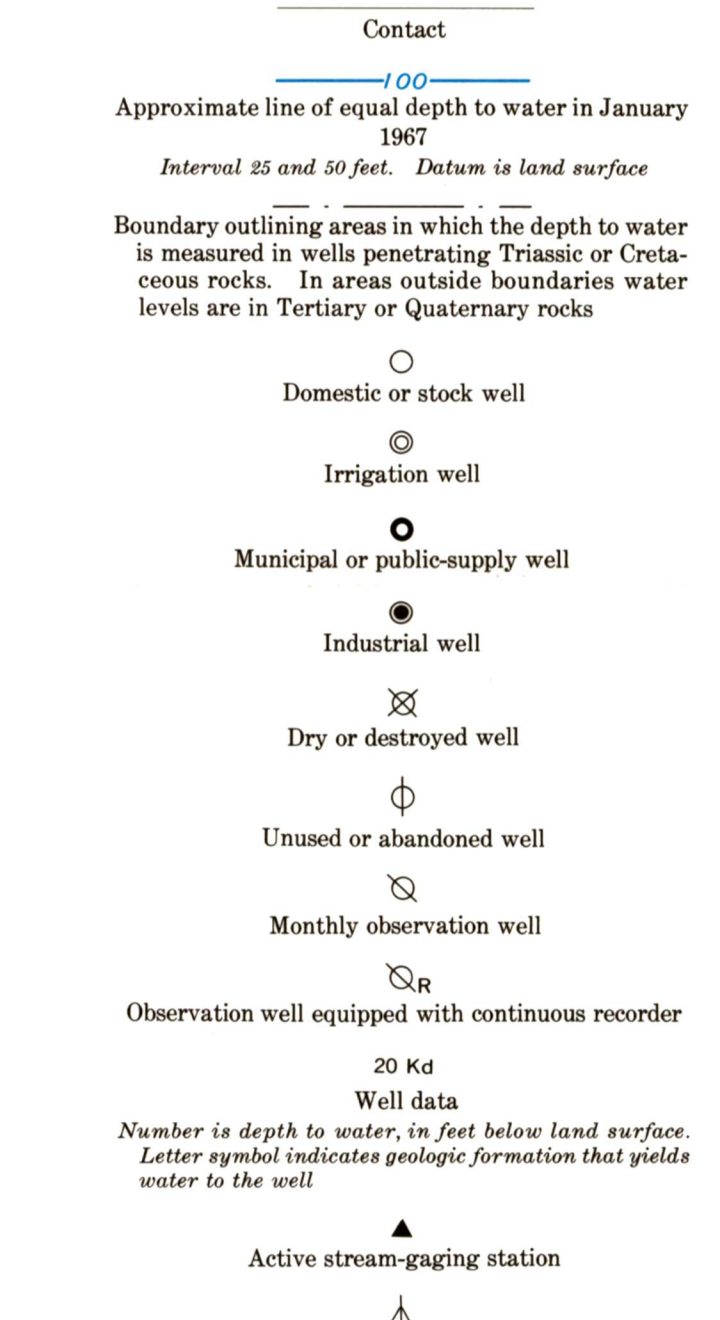 Contact
100
Approximate line of equal depth to water in January
1967
Interval 25 and 50 feet. Datum is land surface
Boundary outlining areas in which the depth to water
is measured in wells penetrating Triassic or Creta-
ceous rocks. In areas outside boundaries water
levels are in Tertiary or Quaternary rocks
Domestic or stock well
Irrigation well
Municipal or public-supply well
Industrial well
Dry or destroyed well
Unused or abandoned well
Monthly observation well
R
Observation well equipped with continuous recorder
20 Kd
Well data
Number is depth to water, in feet below land surface.
Letter symbol indicates geologic formation that yields
water to the well
Active stream-gaging station